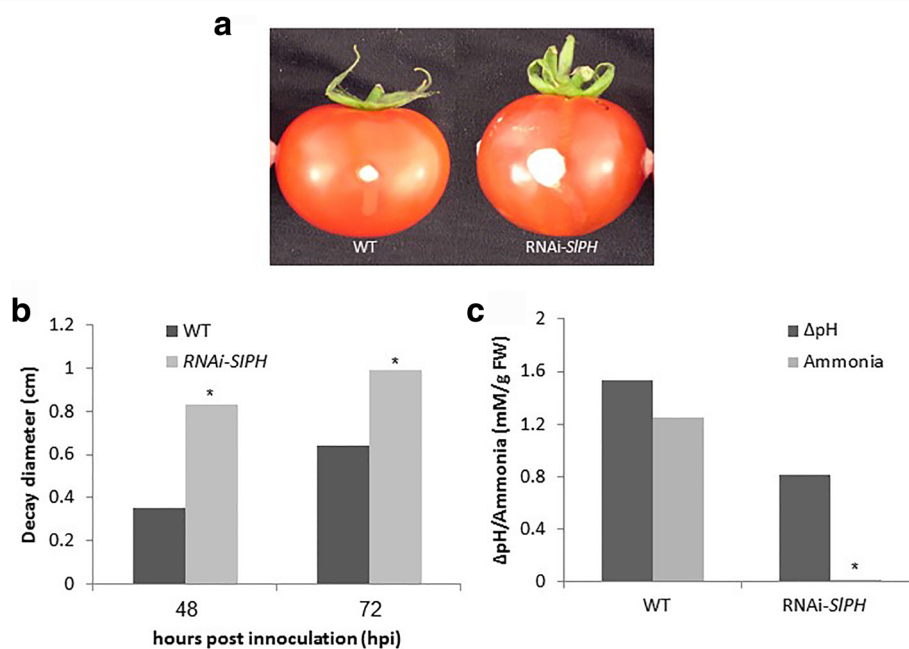 a
WT
RNAi-SlPH
b
Decay diameter (cm)
1.2
1
0.8
0.6
0.4
0.2
0
WT
RNAi-SlPH
*
*
48
72
hours post innoculation (hpi)
c
ΔpH/Ammonia (mM/g FW)
2
1.6
1.2
0.8
0.4
0
ΔpH
Ammonia
*
WT
RNAi-SlPH